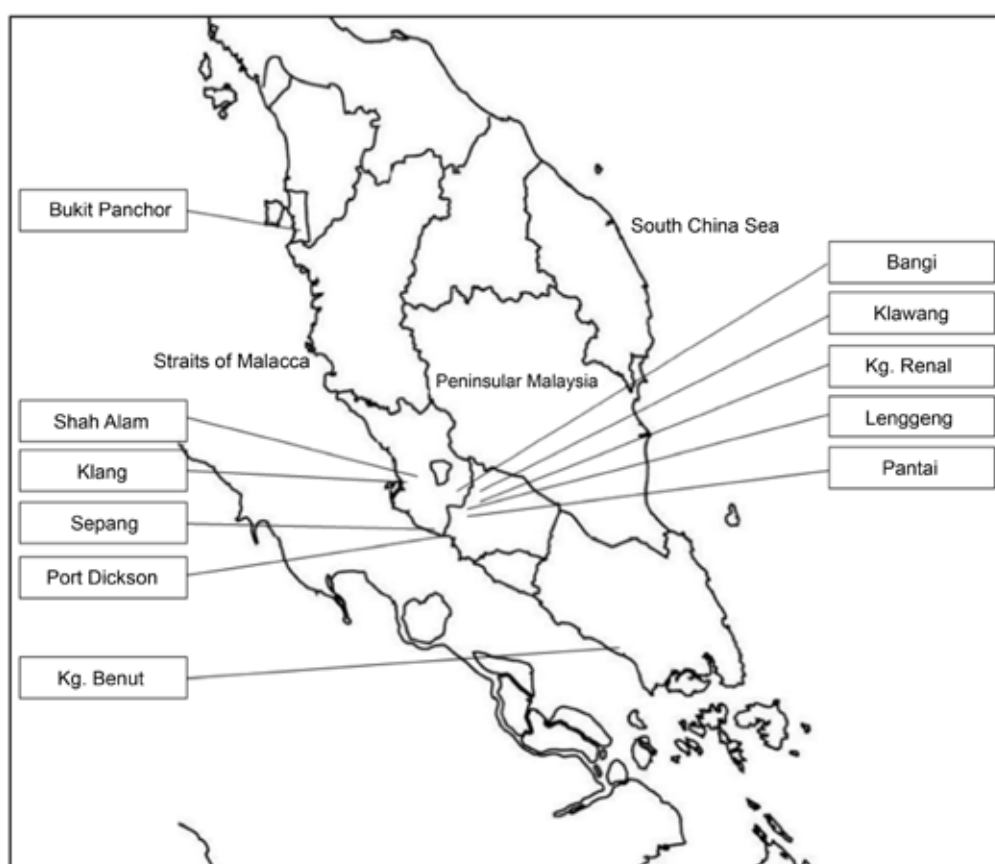 Bukit Panchor
South China Sea
Bangi
Klawang
Straits of Malacca
Peninsular Malaysia
Kg. Renal
Shah Alam
Lenggeng
Klang
Pantai
Sepang
Port Dickson
Kg. Benut